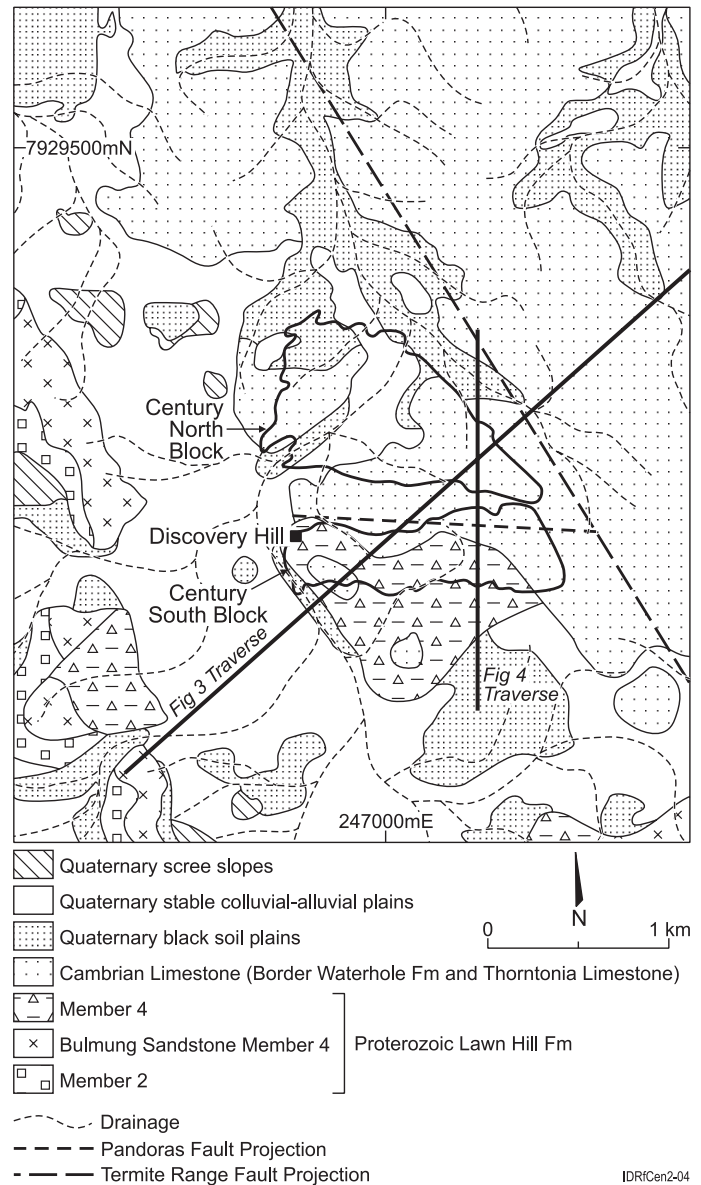 7929500mN
Century
North
Block
Discovery Hill
Century
South Block
Fig 3 Traverse
Fig 4
Traverse
247000mE
Quaternary scree slopes
Quaternary stable colluvial-alluvial plains
Quaternary black soil plains
Cambrian Limestone (Border Waterhole Fm and Thorntonia Limestone)
Member 4
Bulmung Sandstone Member 4
Member 2
Proterozoic Lawn Hill Fm
N
0 1 km
Drainage
Pandoras Fault Projection
Termite Range Fault Projection
IDRfCen2-04